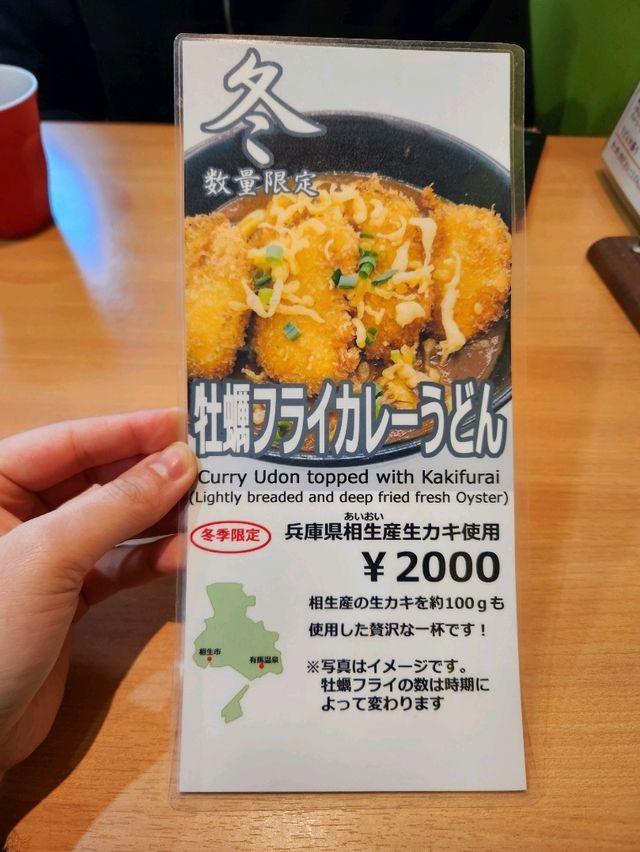 冬
数量限定
牡蠣フライカレーうどん
Curry Udon topped with Kakifurai
(Lightly breaded and deep fried fresh Oyster)
あいおい
冬季限定
兵庫県相生産生カキ使用
¥2000
相生産の生カキを約100gも
使用した贅沢な一杯です!
相生市
有馬温泉
※写真はイメージです。
牡蠣フライの数は時期に
よって変わります